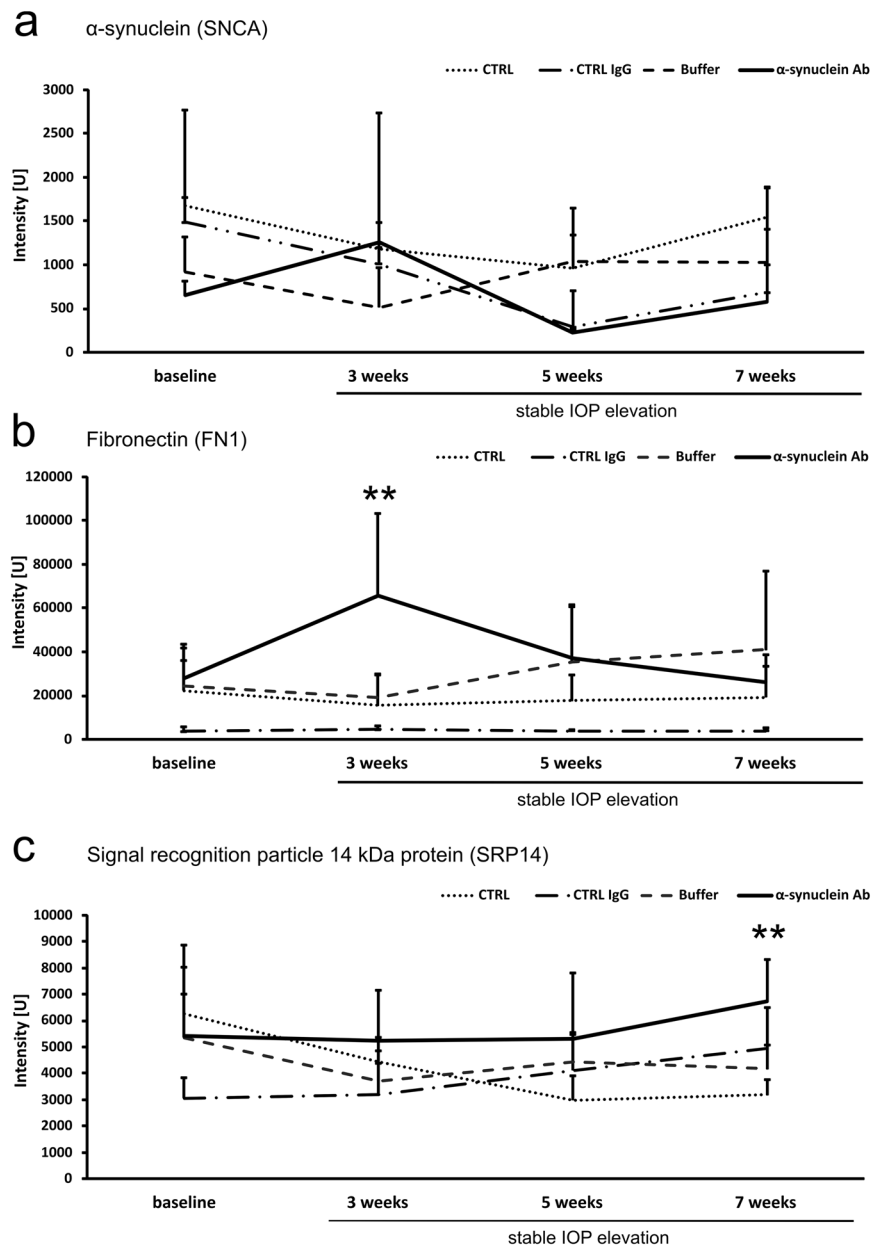 a α-synuclein (SNCA)
CTRL CTRL IgG Buffer α-synuclein Ab
Intensity [U]
3000
2500
2000
1500
1000
500
0
baseline 3 weeks 5 weeks 7 weeks
stable IOP elevation
b Fibronectin (FN1)
CTRL CTRL IgG Buffer α-synuclein Ab
Intensity [U]
120000
100000
80000
60000
40000
20000
0
**
baseline 3 weeks 5 weeks 7 weeks
stable IOP elevation
c Signal recognition particle 14 kDa protein (SRP14)
CTRL CTRL IgG Buffer α-synuclein Ab
Intensity [U]
10000
9000
8000
7000
6000
5000
4000
3000
2000
1000
0
**
baseline 3 weeks 5 weeks 7 weeks
stable IOP elevation